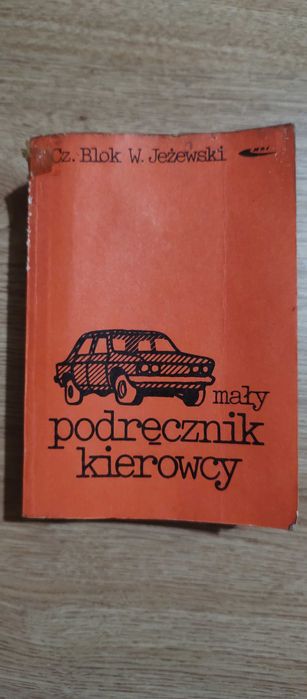 Cz. Blok W. Jeżewski
mały
podręcznik
kierowcy